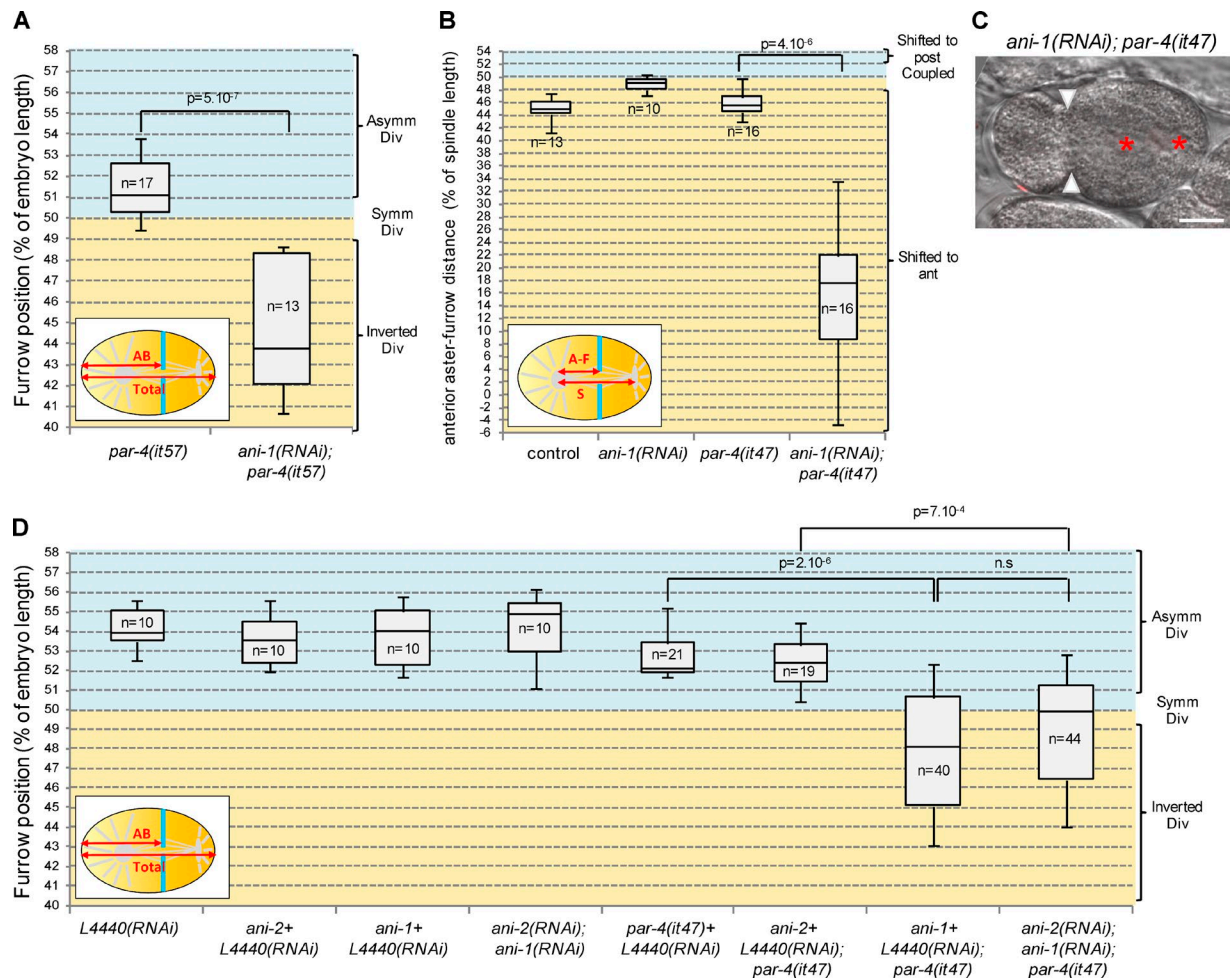 A
58
57
56
55
54
53
52
51
50
49
48
47
46
45
44
43
42
41
40
Furrow position (% of embryo length)
p=5.10-7
n=17
n=13
Asymm
Div
Symm
Div
Inverted
Div
AB
Total
par-4(it57)
ani-1(RNAi);
par-4(it57)
B
54
52
50
48
46
44
42
40
38
36
34
32
30
28
26
24
22
20
18
16
14
12
10
8
6
4
2
0
-2
-4
-6
anterior aster-furrow distance (% of spindle length)
p=4.10-6
n=13
n=10
n=16
n=16
Shifted to
post
Coupled
Shifted to
ant
A-F
S
control
ani-1(RNAi)
par-4(it47)
ani-1(RNAi);
par-4(it47)
C
ani-1(RNAi); par-4(it47)
* *
D
58
57
56
55
54
53
52
51
50
49
48
47
46
45
44
43
42
41
40
Furrow position (% of embryo length)
p=7.10-4
p=2.10-6
n.s
n=10
n=10
n=10
n=10
n=21
n=19
n=40
n=44
Asymm
Div
Symm
Div
Inverted
Div
AB
Total
L4440(RNAi)
ani-2+
L4440(RNAi)
ani-1+
L4440(RNAi)
ani-2(RNAi);
ani-1(RNAi)
par-4(it47)+
L4440(RNAi)
ani-2+
L4440(RNAi);
par-4(it47)
ani-1+
L4440(RNAi);
par-4(it47)
ani-2(RNAi);
ani-1(RNAi);
par-4(it47)